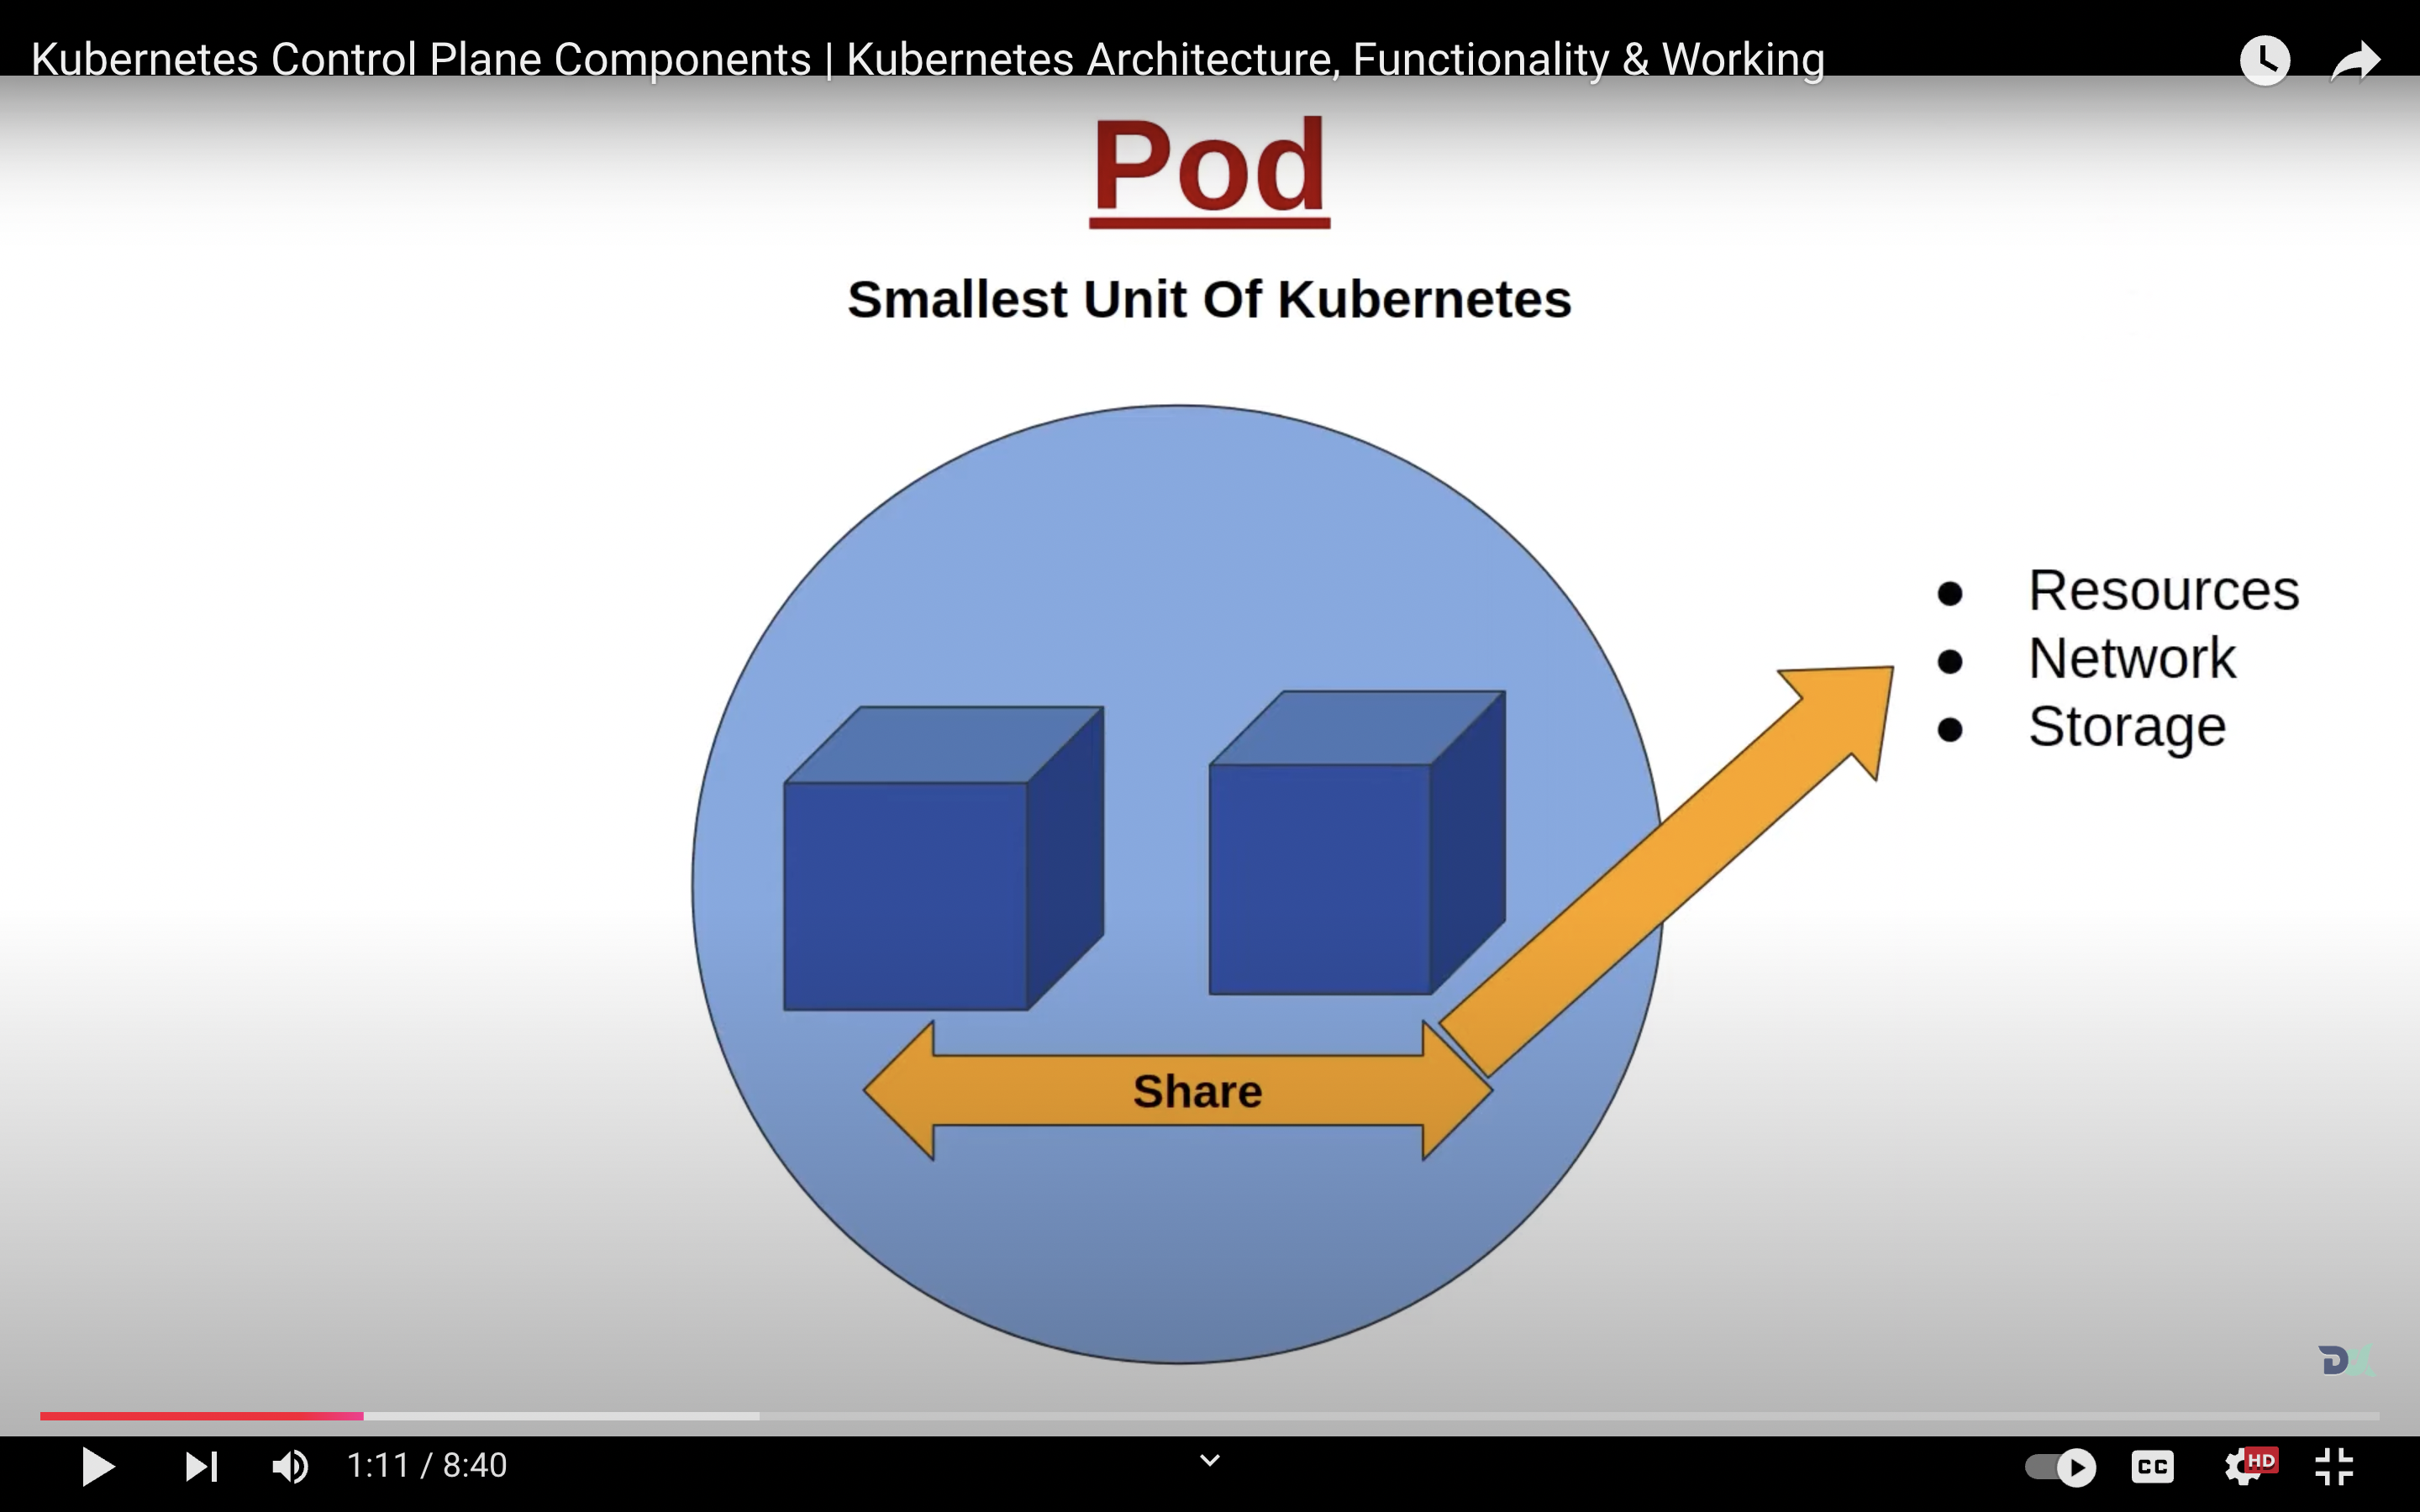 Kubernetes Control Plane Components | Kubernetes Architecture, Functionality & Working
Pod
Smallest Unit Of Kubernetes
● Resources
● Network
● Storage
Share
DX
1:11 / 8:40
CC
HD